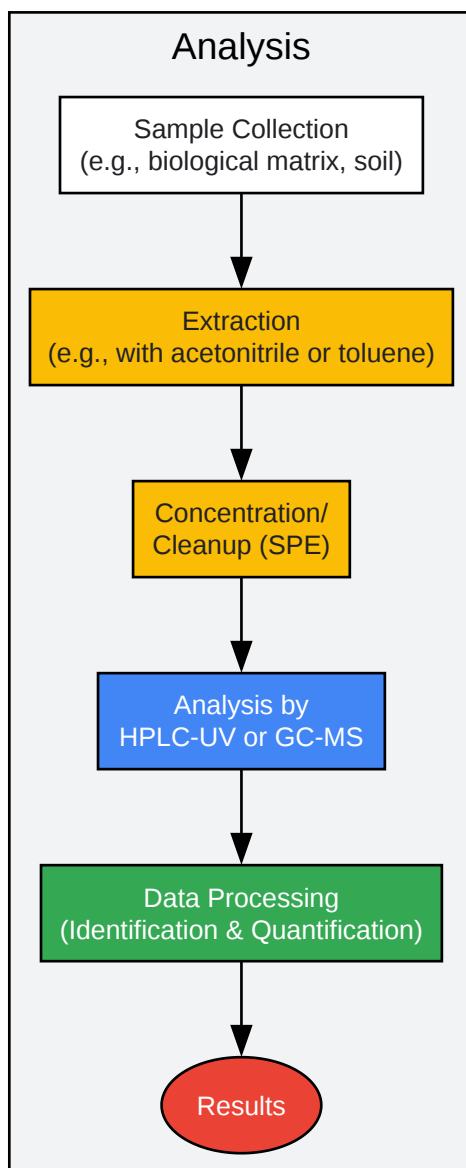 Analysis
Sample Collection
(e.g., biological matrix, soil)
Extraction
(e.g., with acetonitrile or toluene)
Concentration/
Cleanup (SPE)
Analysis by
HPLC-UV or GC-MS
Data Processing
(Identification & Quantification)
Results